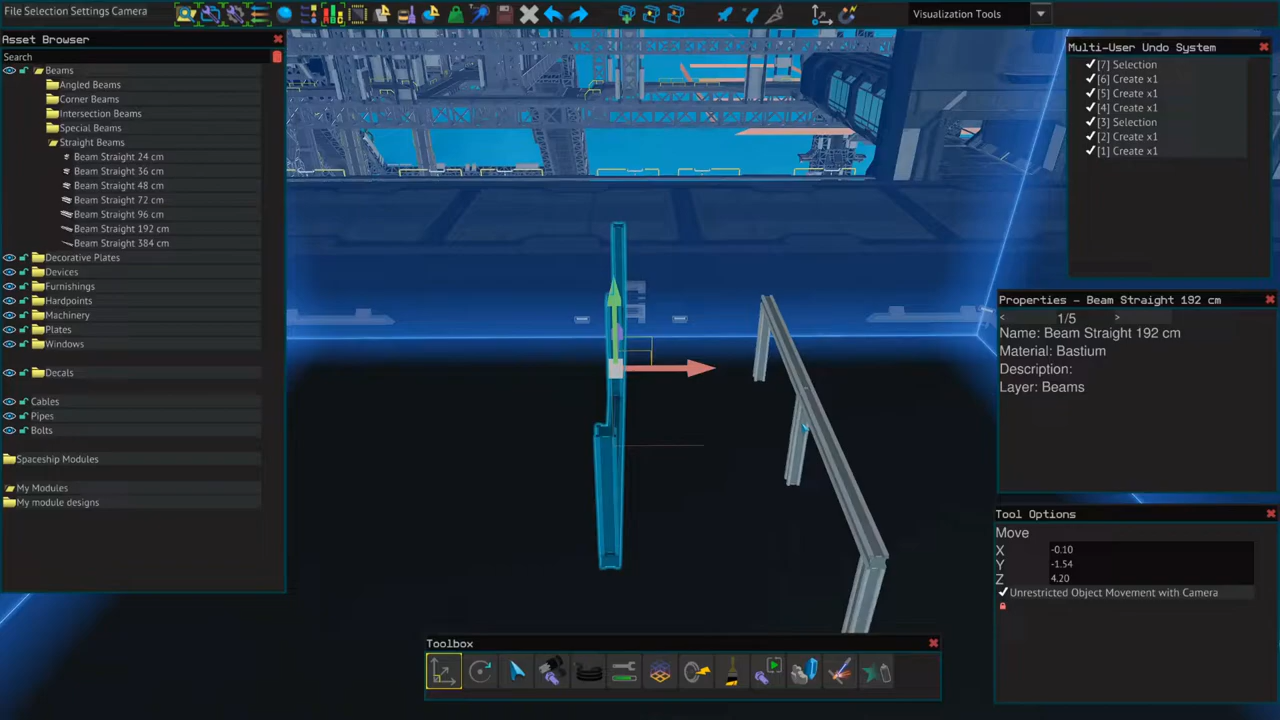 File Selection Settings Camera
Visualization Tools
Asset Browser
Search
Beams
Angled Beams
Corner Beams
Intersection Beams
Special Beams
Straight Beams
Beam Straight 24 cm
Beam Straight 36 cm
Beam Straight 48 cm
Beam Straight 72 cm
Beam Straight 96 cm
Beam Straight 192 cm
Beam Straight 384 cm
Decorative Plates
Devices
Furnishings
Hardpoints
Machinery
Plates
Windows
Decals
Cables
Pipes
Bolts
Spaceship Modules
My Modules
My module designs
Multi-User Undo System
[7] Selection
[6] Create x1
[5] Create x1
[4] Create x1
[3] Selection
[2] Create x1
[1] Create x1
Properties - Beam Straight 192 cm
< 1/5 >
Name: Beam Straight 192 cm
Material: Bastium
Description:
Layer: Beams
Tool Options
Move
X -0.10
Y -1.54
Z 4.20
Unrestricted Object Movement with Camera
Toolbox